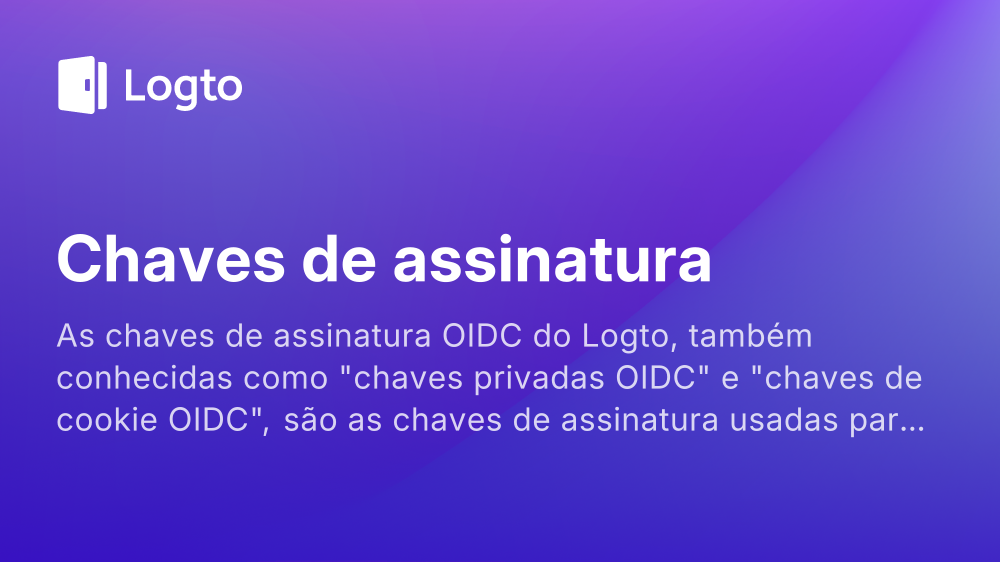 Logto
Chaves de assinatura
As chaves de assinatura OIDC do Logto, também
conhecidas como "chaves privadas OIDC" e "chaves de
cookie OIDC", são as chaves de assinatura usadas par...